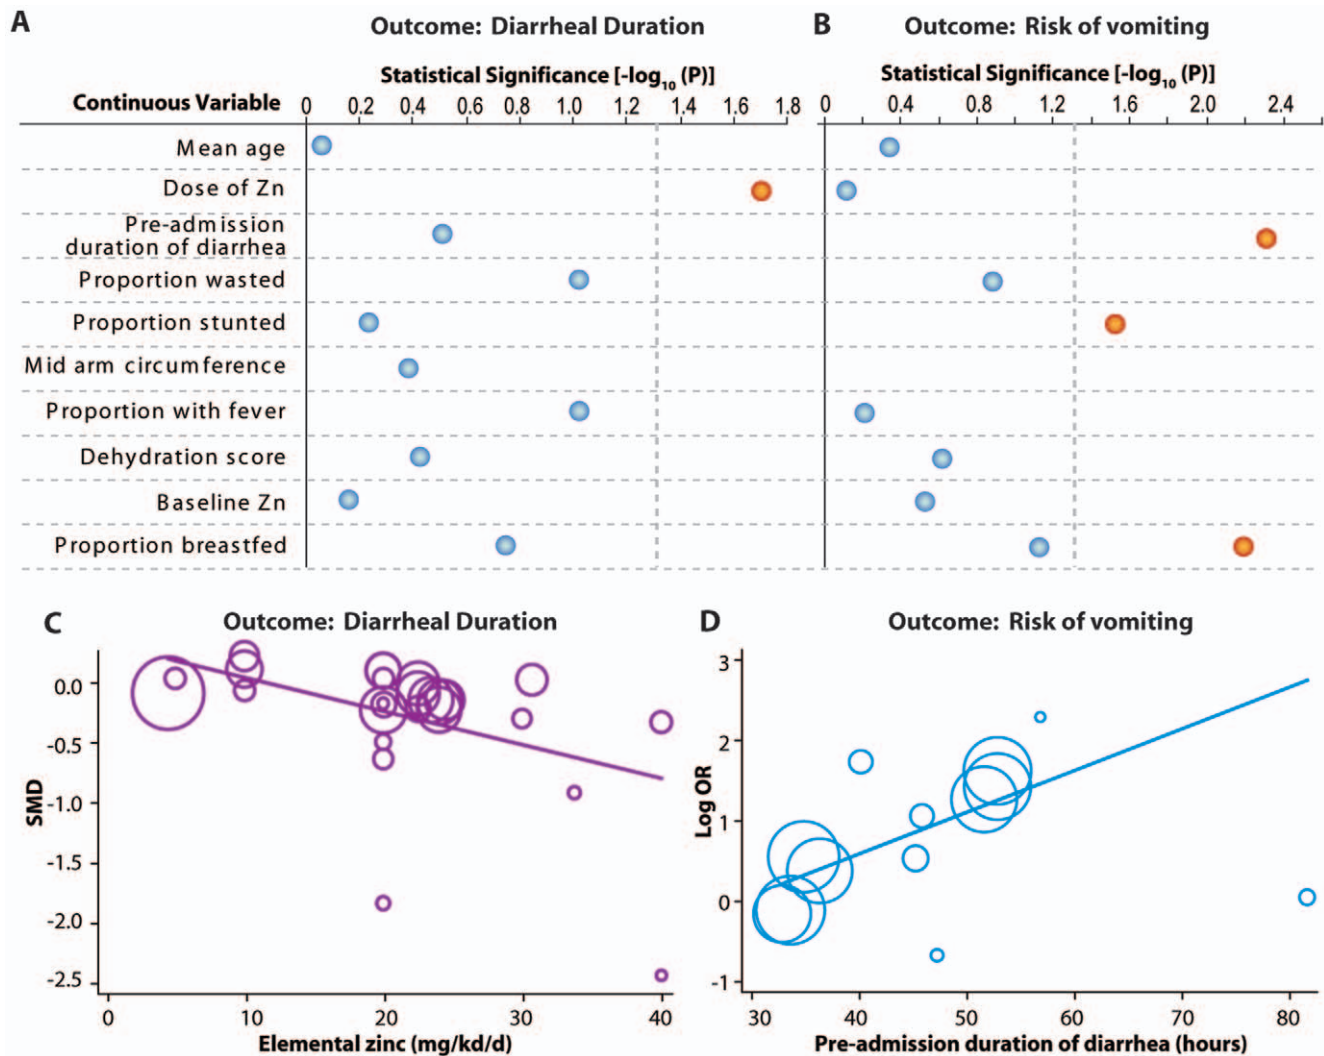 A
Outcome: Diarrheal Duration
B
Outcome: Risk of vomiting
Statistical Significance [-log10 (P)]
Statistical Significance [-log10 (P)]
Continuous Variable
0 0.2 0.4 0.6 0.8 1.0 1.2 1.4 1.6 1.8
0 0.4 0.8 1.2 1.6 2.0 2.4
Mean age
Dose of Zn
Pre-admission
duration of diarrhea
Proportion wasted
Proportion stunted
Mid arm circumference
Proportion with fever
Dehydration score
Baseline Zn
Proportion breastfed
C
Outcome: Diarrheal Duration
0.0
-0.5
-1.0
-1.5
-2.0
-2.5
SMD
0 10 20 30 40
Elemental zinc (mg/kd/d)
D
Outcome: Risk of vomiting
3
2
1
0
-1
Log OR
30 40 50 60 70 80
Pre-admission duration of diarrhea (hours)